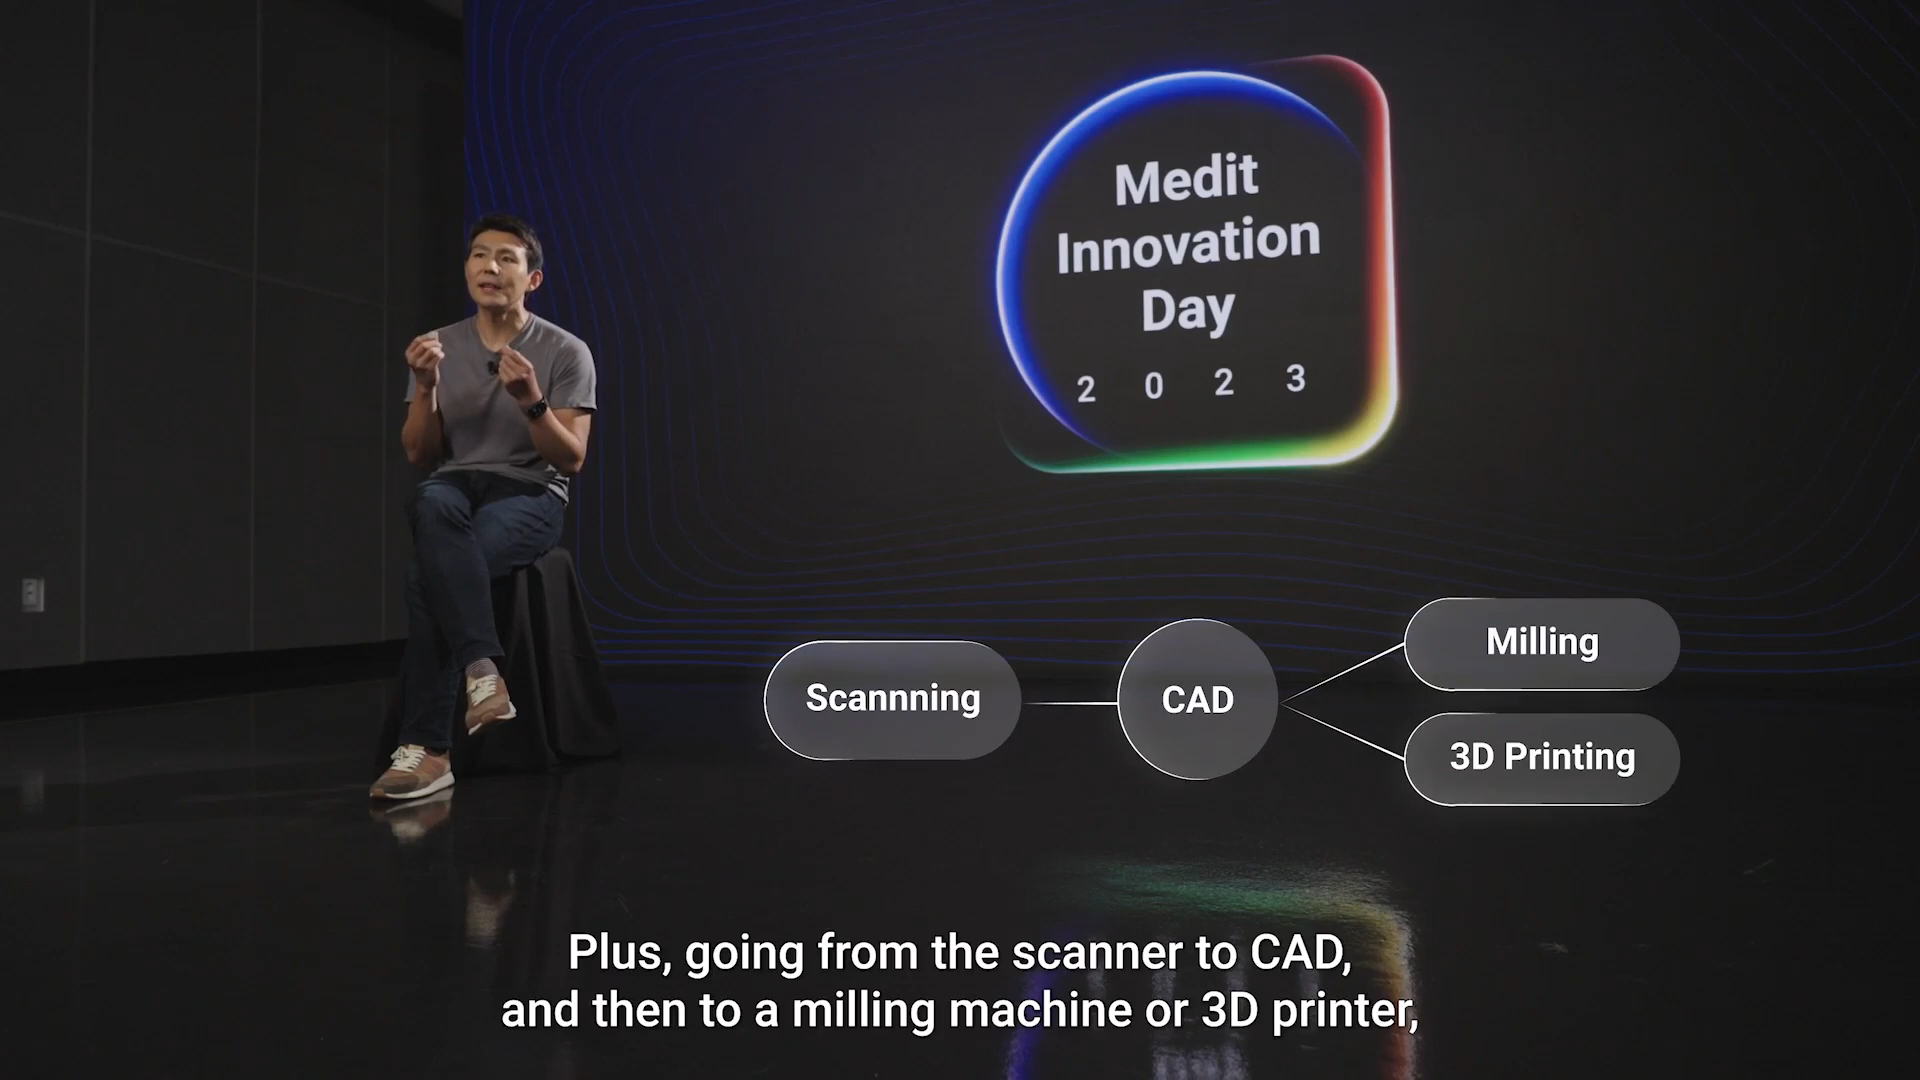 Medit
Innovation
Day
2 0 2 3
Scannning
CAD
Milling
3D Printing
Plus, going from the scanner to CAD,
and then to a milling machine or 3D printer,